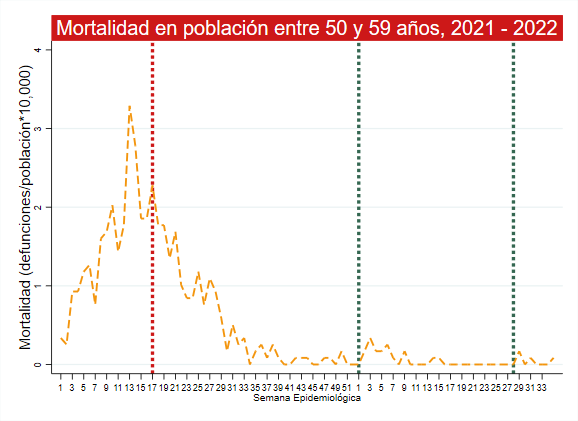 Mortalidad en población entre 50 y 59 años, 2021 - 2022
Mortalidad (defunciones/población*10,000)
4
3
2
1
0
1 3 5 7 9 11 13 15 17 19 21 23 25 27 29 31 33 35 37 39 41 43 45 47 49 51 1 3 5 7 9 11 13 15 17 19 21 23 25 27 29 31 33
Semana Epidemiológica